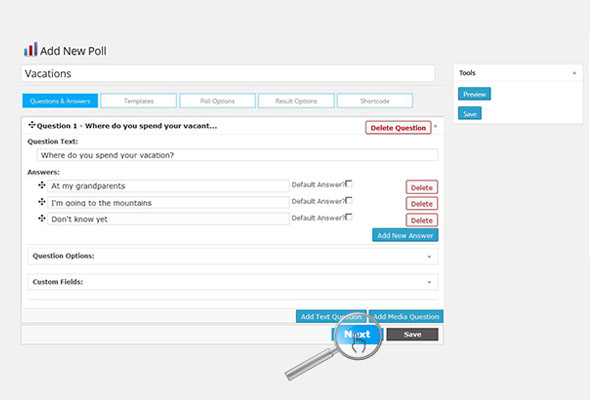 Add New Poll
Vacations
Tools
Preview
Save
Questions & Answers Templates Poll Options Result Options Shortcode
Question 1 - Where do you spend your vacant... Delete Question
Question Text:
Where do you spend your vacation?
Answers:
At my grandparents Default Answer? Delete
I'm going to the mountains Default Answer? Delete
Don't know yet Default Answer? Delete
Add New Answer
Question Options:
Custom Fields:
Add Text Question Add Media Question
Next Save